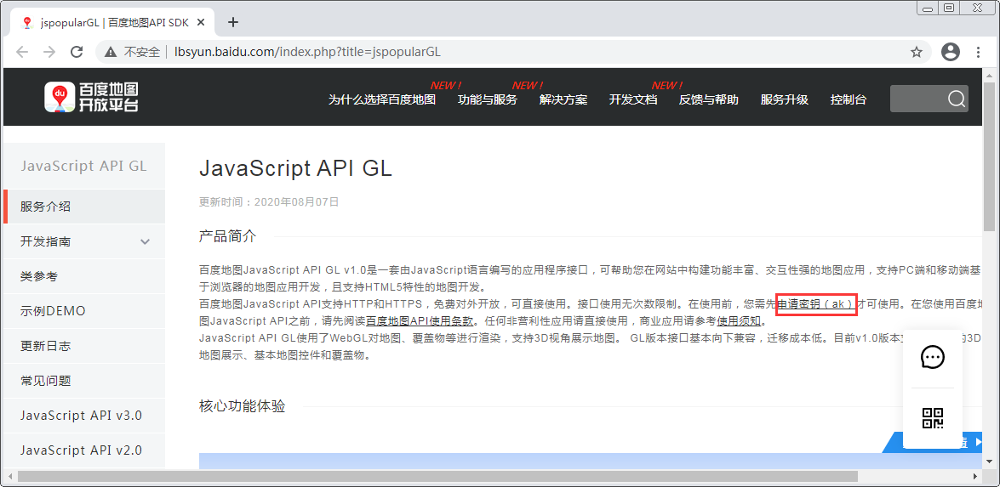 jspopularGL | 百度地图API SDK
不安全 | lbsyun.baidu.com/index.php?title=jspopularGL
du 百度地图
开放平台
NEW! NEW! NEW!
为什么选择百度地图 功能与服务 解决方案 开发文档 反馈与帮助 服务升级 控制台
JavaScript API GL
服务介绍
开发指南
类参考
示例DEMO
更新日志
常见问题
JavaScript API v3.0
JavaScript API v2.0
JavaScript API GL
更新时间：2020年08月07日
产品简介
百度地图JavaScript API GL v1.0是一套由JavaScript语言编写的应用程序接口，可帮助您在网站中构建功能丰富、交互性强的地图应用，支持PC端和移动端基
于浏览器的地图应用开发，且支持HTML5特性的地图开发。
百度地图JavaScript API支持HTTP和HTTPS，免费对外开放，可直接使用。接口使用无次数限制。在使用前，您需先申请密钥（ak）才可使用。在您使用百度地
图JavaScript API之前，请先阅读百度地图API使用条款。任何非营利性应用请直接使用，商业应用请参考使用须知。
JavaScript API GL使用了WebGL对地图、覆盖物等进行渲染，支持3D视角展示地图。 GL版本接口基本向下兼容，迁移成本低。目前v1.0版本支 的3D
地图展示、基本地图控件和覆盖物。
核心功能体验